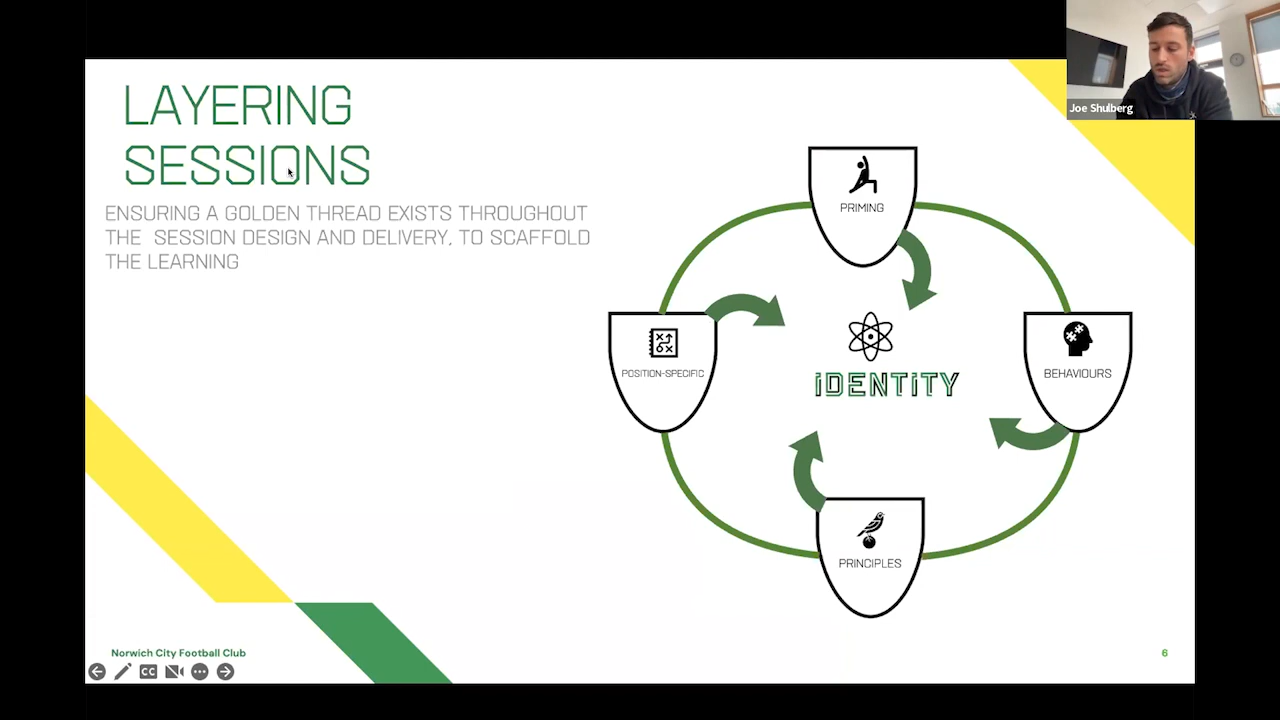 LAYERING
SESSIONS
ENSURING A GOLDEN THREAD EXISTS THROUGHOUT
THE SESSION DESIGN AND DELIVERY, TO SCAFFOLD
THE LEARNING
Joe Shulberg
PRIMING
POSITION-SPECIFIC
iDENTiTY
BEHAVIOURS
PRINCIPLES
Norwich City Football Club
CC
6